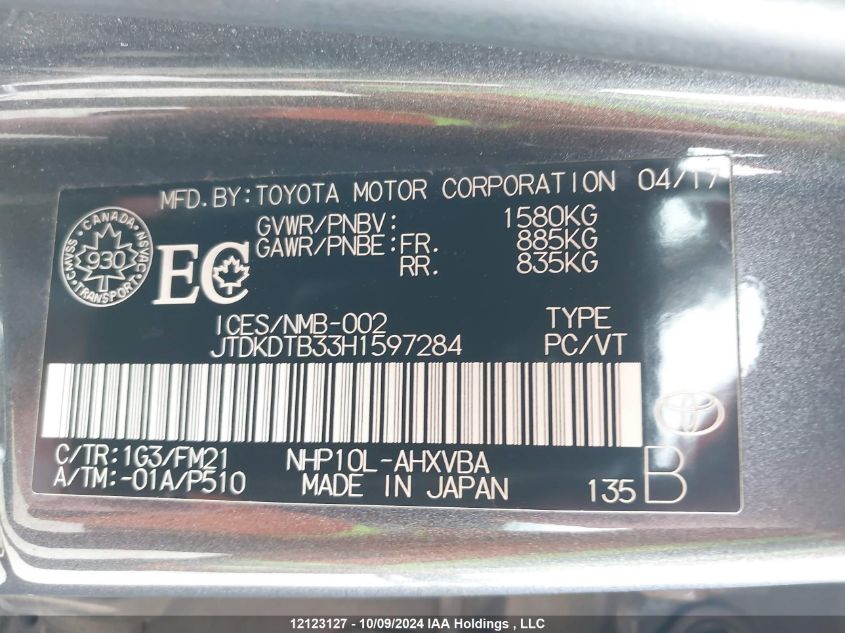 MFD.BY:TOYOTA MOTOR CORPORATION 04/17
GVWR/PNBV: 1580KG
GAWR/PNBE:FR. 885KG
RR. 835KG
CANADA
CMVSS 930 NSVAC
TRANSPORT
EC
ICES/NMB-002 TYPE
JTDKDTB33H1597284 PC/VT
C/TR:1G3/FM21 NHP10L-AHXVBA
A/TM:-01A/P510 MADE IN JAPAN 135 B
12123127 - 10/09/2024 IAA Holdings , LLC